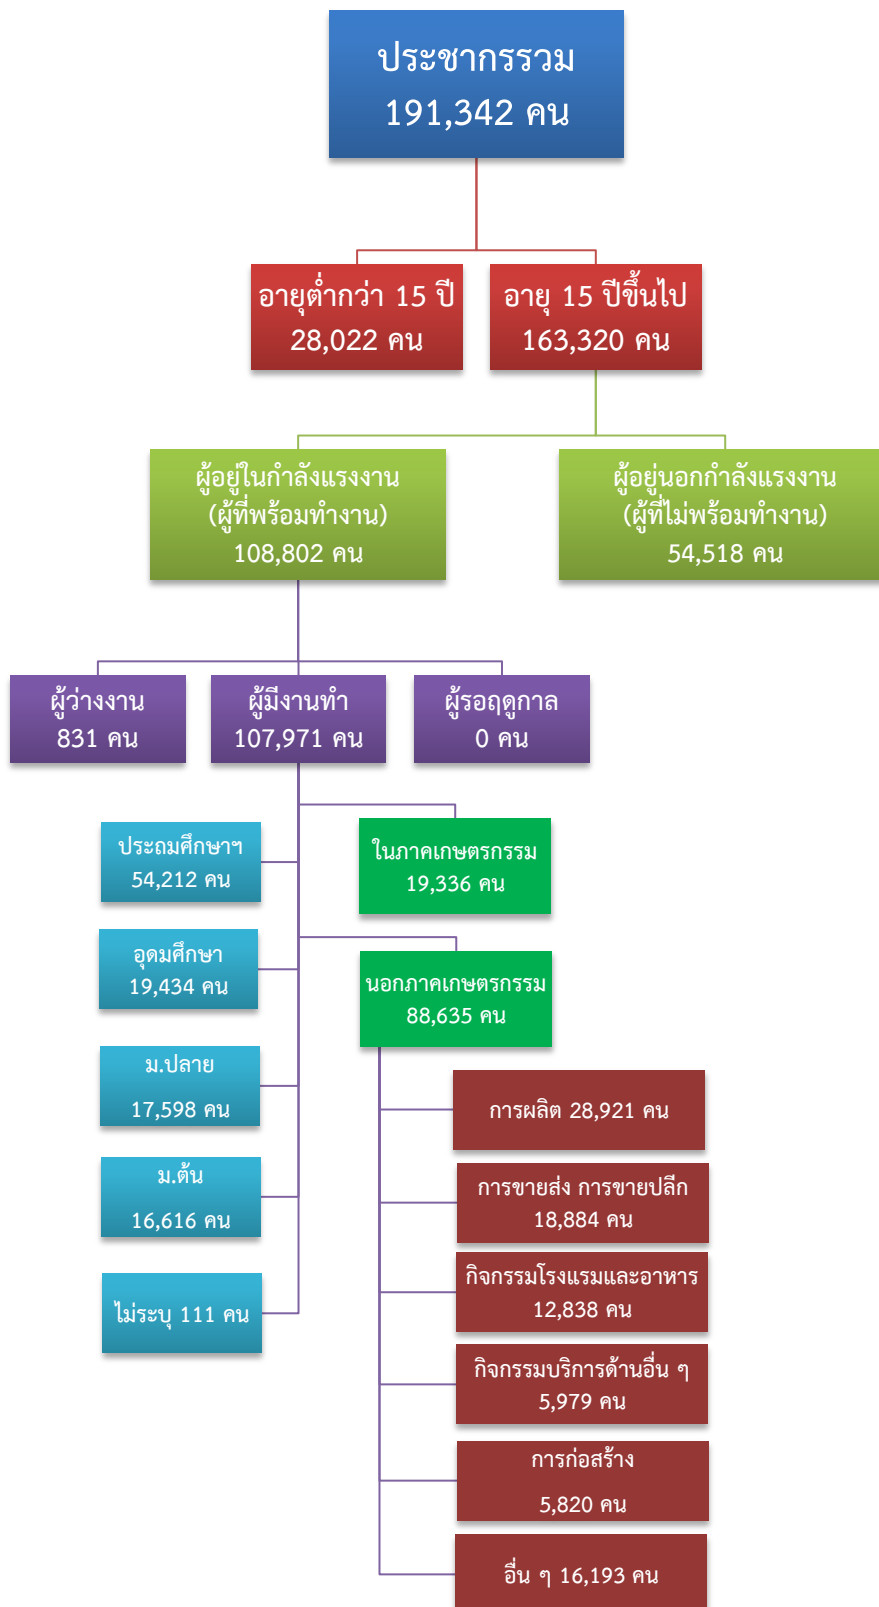 ประชากรรวม
191,342 คน
อายุต่ำกว่า 15 ปี
28,022 คน
อายุ 15 ปีขึ้นไป
163,320 คน
ผู้อยู่ในกำลังแรงงาน
(ผู้ที่พร้อมทำงาน)
108,802 คน
ผู้อยู่นอกกำลังแรงงาน
(ผู้ที่ไม่พร้อมทำงาน)
54,518 คน
ผู้ว่างงาน
831 คน
ผู้มีงานทำ
107,971 คน
ผู้รอฤดูกาล
0 คน
ประถมศึกษาฯ
54,212 คน
อุดมศึกษา
19,434 คน
ม.ปลาย
17,598 คน
ม.ต้น
16,616 คน
ไม่ระบุ 111 คน
ในภาคเกษตรกรรม
19,336 คน
นอกภาคเกษตรกรรม
88,635 คน
การผลิต 28,921 คน
การขายส่ง การขายปลีก
18,884 คน
กิจกรรมโรงแรมและอาหาร
12,838 คน
กิจกรรมบริการด้านอื่น ๆ
5,979 คน
การก่อสร้าง
5,820 คน
อื่น ๆ 16,193 คน